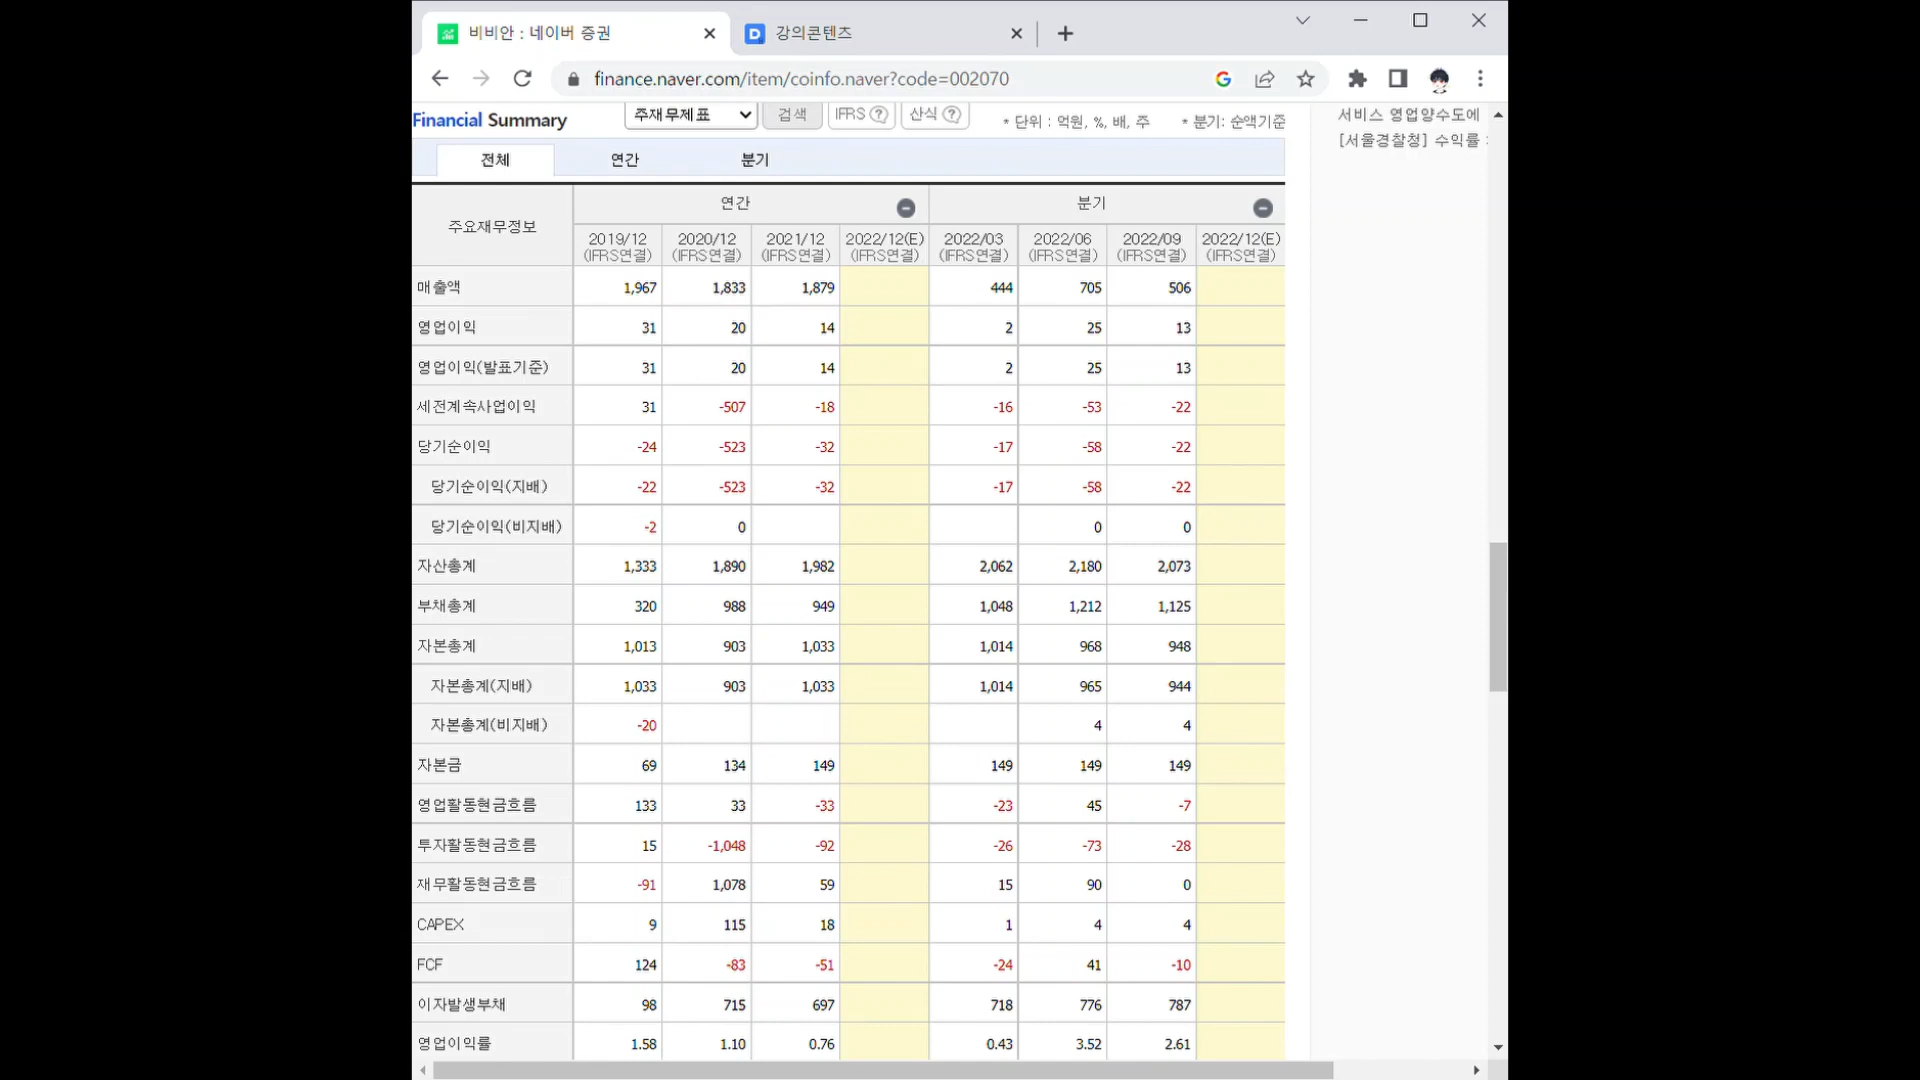 비비안 : 네이버 증권
강의콘텐츠
finance.naver.com/item/coinfo.naver?code=002070
Financial Summary
주재무제표 검색 IFRS ? 산식 ? * 단위 : 억원, %, 배, 주 * 분기: 순액기준
서비스 영업양수도에
[서울경찰청] 수익률
전체 연간 분기
주요재무정보 연간 분기
2019/12 2020/12 2021/12 2022/12(E) 2022/03 2022/06 2022/09 2022/12(E)
(IFRS연결) (IFRS연결) (IFRS연결) (IFRS연결) (IFRS연결) (IFRS연결) (IFRS연결) (IFRS연결)
매출액 1,967 1,833 1,879 444 705 506
영업이익 31 20 14 2 25 13
영업이익(발표기준) 31 20 14 2 25 13
세전계속사업이익 31 -507 -18 -16 -53 -22
당기순이익 -24 -523 -32 -17 -58 -22
당기순이익(지배) -22 -523 -32 -17 -58 -22
당기순이익(비지배) -2 0 0 0
자산총계 1,333 1,890 1,982 2,062 2,180 2,073
부채총계 320 988 949 1,048 1,212 1,125
자본총계 1,013 903 1,033 1,014 968 948
자본총계(지배) 1,033 903 1,033 1,014 965 944
자본총계(비지배) -20 4 4
자본금 69 134 149 149 149 149
영업활동현금흐름 133 33 -33 -23 45 -7
투자활동현금흐름 15 -1,048 -92 -26 -73 -28
재무활동현금흐름 -91 1,078 59 15 90 0
CAPEX 9 115 18 1 4 4
FCF 124 -83 -51 -24 41 -10
이자발생부채 98 715 697 718 776 787
영업이익률 1.58 1.10 0.76 0.43 3.52 2.61